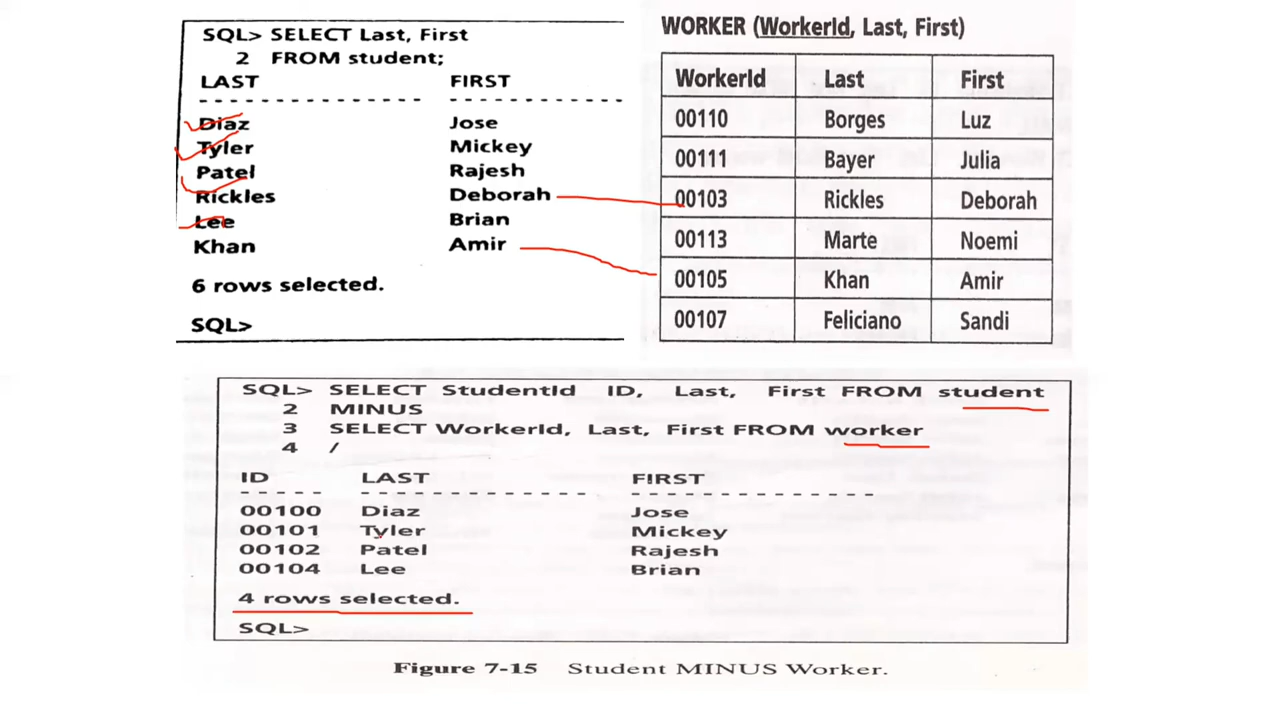 SQL> SELECT Last, First
2 FROM student;
LAST FIRST
Diaz Jose
Tyler Mickey
Patel Rajesh
Rickles Deborah
Lee Brian
Khan Amir
6 rows selected.
SQL>
WORKER (WorkerId, Last, First)
WorkerId Last First
00110 Borges Luz
00111 Bayer Julia
00103 Rickles Deborah
00113 Marte Noemi
00105 Khan Amir
00107 Feliciano Sandi
SQL> SELECT StudentId ID, Last, First FROM student
2 MINUS
3 SELECT WorkerId, Last, First FROM worker
4 /
ID LAST FIRST
00100 Diaz Jose
00101 Tyler Mickey
00102 Patel Rajesh
00104 Lee Brian
4 rows selected.
SQL>
Figure 7-15 Student MINUS Worker.